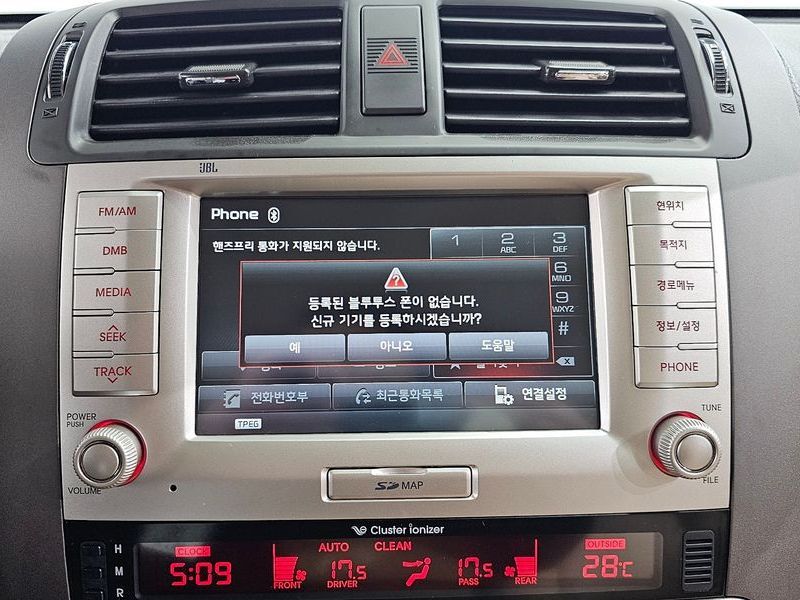 JBL
FM/AM
DMB
MEDIA
SEEK
TRACK
POWER
PUSH
VOLUME
Phone
핸즈프리 통화가 지원되지 않습니다.
1
2 ABC
3 DEF
6 MNO
9 WXYZ
#
등록된 블루투스 폰이 없습니다.
신규 기기를 등록하시겠습니까?
예
아니오
도움말
전화번호부
최근통화목록
연결설정
TPEG
현위치
목적지
경로메뉴
정보/설정
PHONE
TUNE
FILE
SD MAP
Cluster ionizer
H
M
R
CLOCK
5:09
AUTO CLEAN
FRONT
17.5
DRIVER
17.5
PASS
REAR
OUTSIDE
28℃